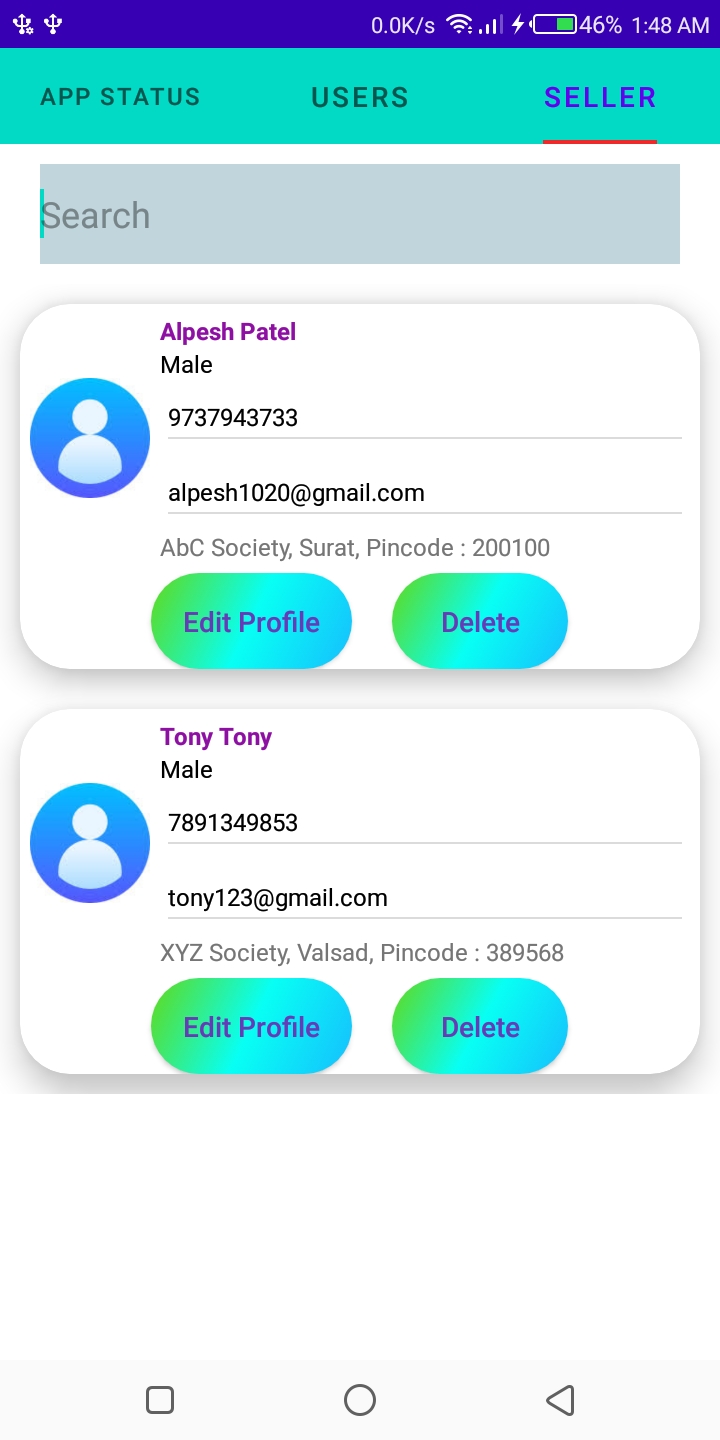 0.0K/s 46% 1:48 AM
APP STATUS USERS SELLER
Search
Alpesh Patel
Male
9737943733
alpesh1020@gmail.com
AbC Society, Surat, Pincode : 200100
Edit Profile Delete
Tony Tony
Male
7891349853
tony123@gmail.com
XYZ Society, Valsad, Pincode : 389568
Edit Profile Delete